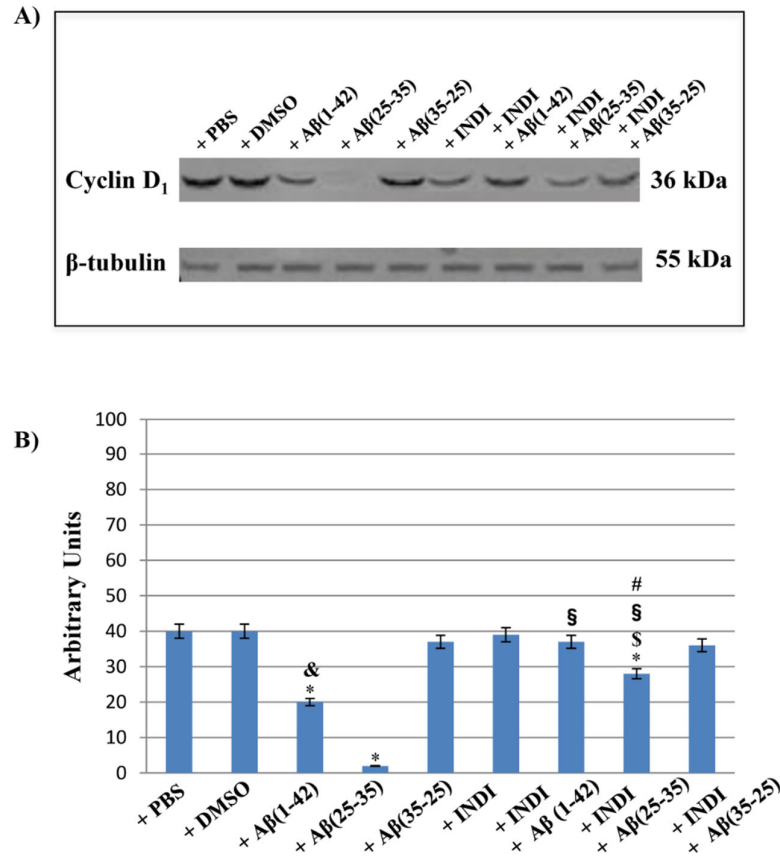 A)
+ PBS
+ DMSO
+ Aβ(1-42)
+ Aβ(25-35)
+ Aβ(35-25)
+ INDI
+ INDI
+ Aβ(1-42)
+ INDI
+ Aβ(25-35)
+ INDI
+ Aβ(35-25)
Cyclin D₁
36 kDa
β-tubulin
55 kDa
B)
Arbitrary Units
100
90
80
70
60
50
40
30
20
10
0
&
*
*
§
#
§
$
*
+ PBS
+ DMSO
+ Aβ(1-42)
+ Aβ(25-35)
+ Aβ(35-25)
+ INDI
+ INDI
+ Aβ (1-42)
+ INDI
+ Aβ(25-35)
+ INDI
+ Aβ(35-25)